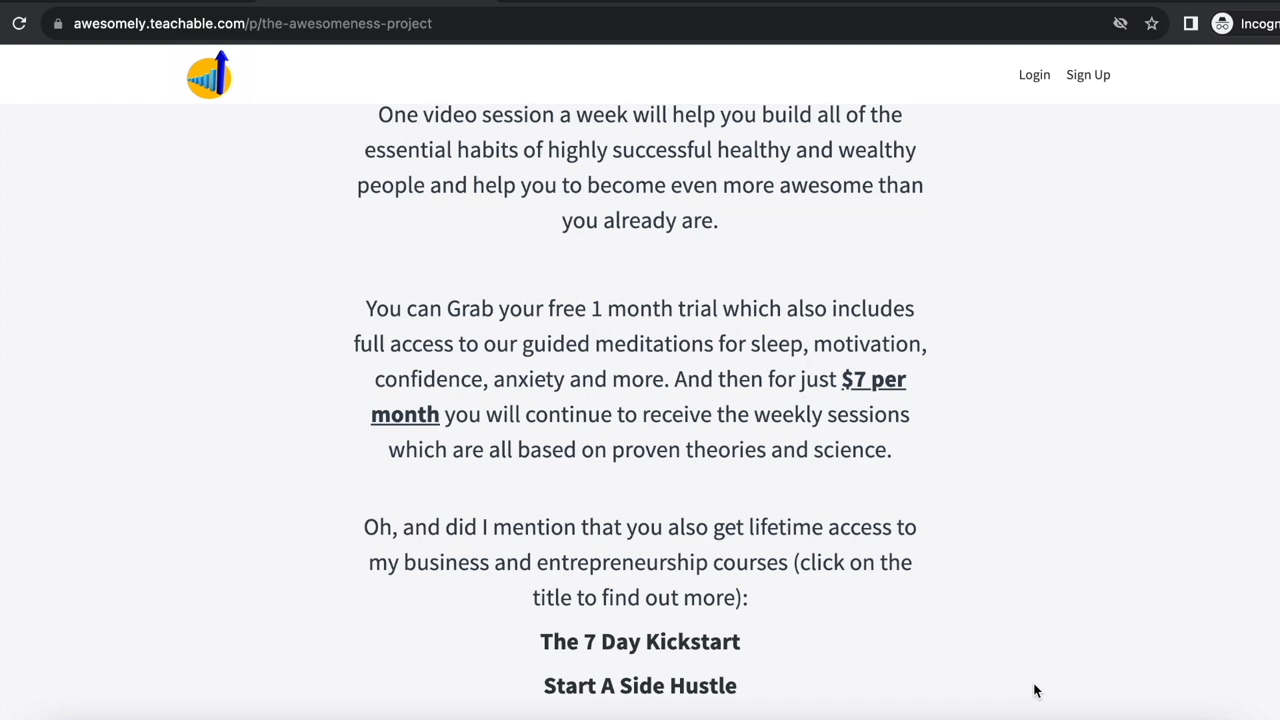 awesomely.teachable.com/p/the-awesomeness-project
Incogn
Login Sign Up
One video session a week will help you build all of the
essential habits of highly successful healthy and wealthy
people and help you to become even more awesome than
you already are.
You can Grab your free 1 month trial which also includes
full access to our guided meditations for sleep, motivation,
confidence, anxiety and more. And then for just $7 per
month you will continue to receive the weekly sessions
which are all based on proven theories and science.
Oh, and did I mention that you also get lifetime access to
my business and entrepreneurship courses (click on the
title to find out more):
The 7 Day Kickstart
Start A Side Hustle